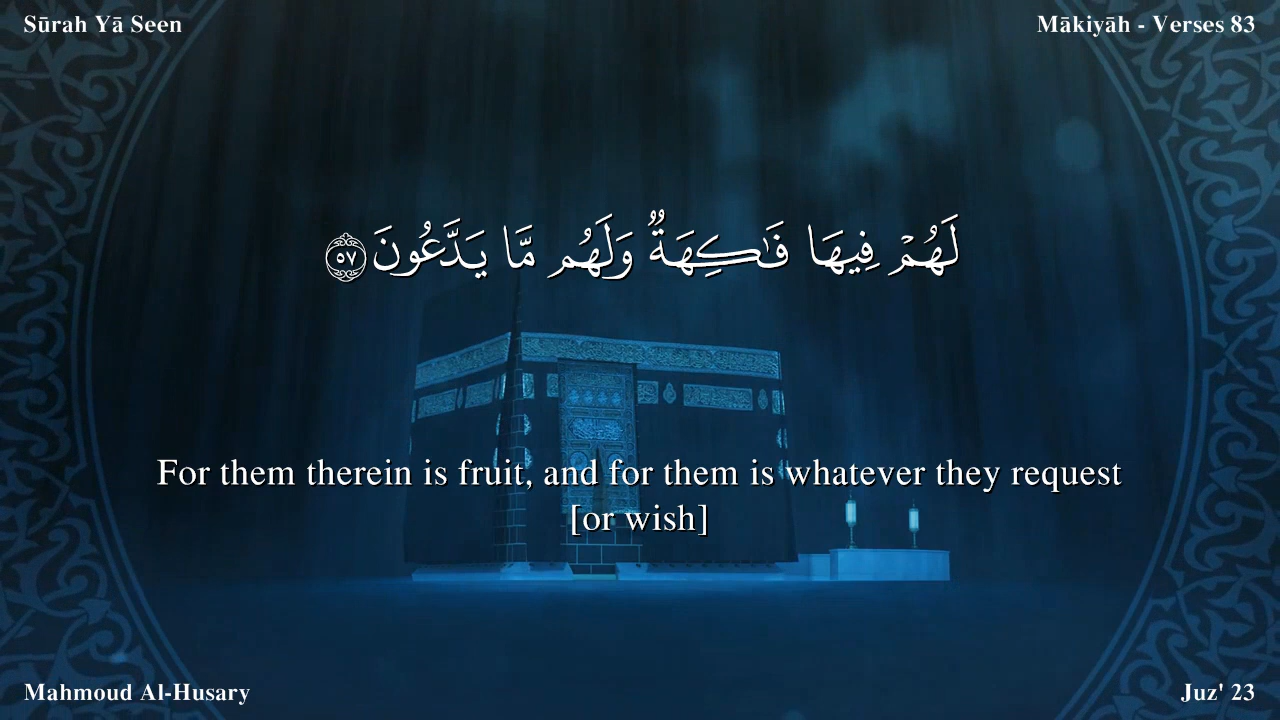 Sūrah Yā Seen
Mākiyāh - Verses 83
لَهُمْ فِيهَا فَـٰكِهَةٌ وَلَهُم مَّا يَدَّعُونَ ٥٧
For them therein is fruit, and for them is whatever they request
[or wish]
Mahmoud Al-Husary
Juz' 23